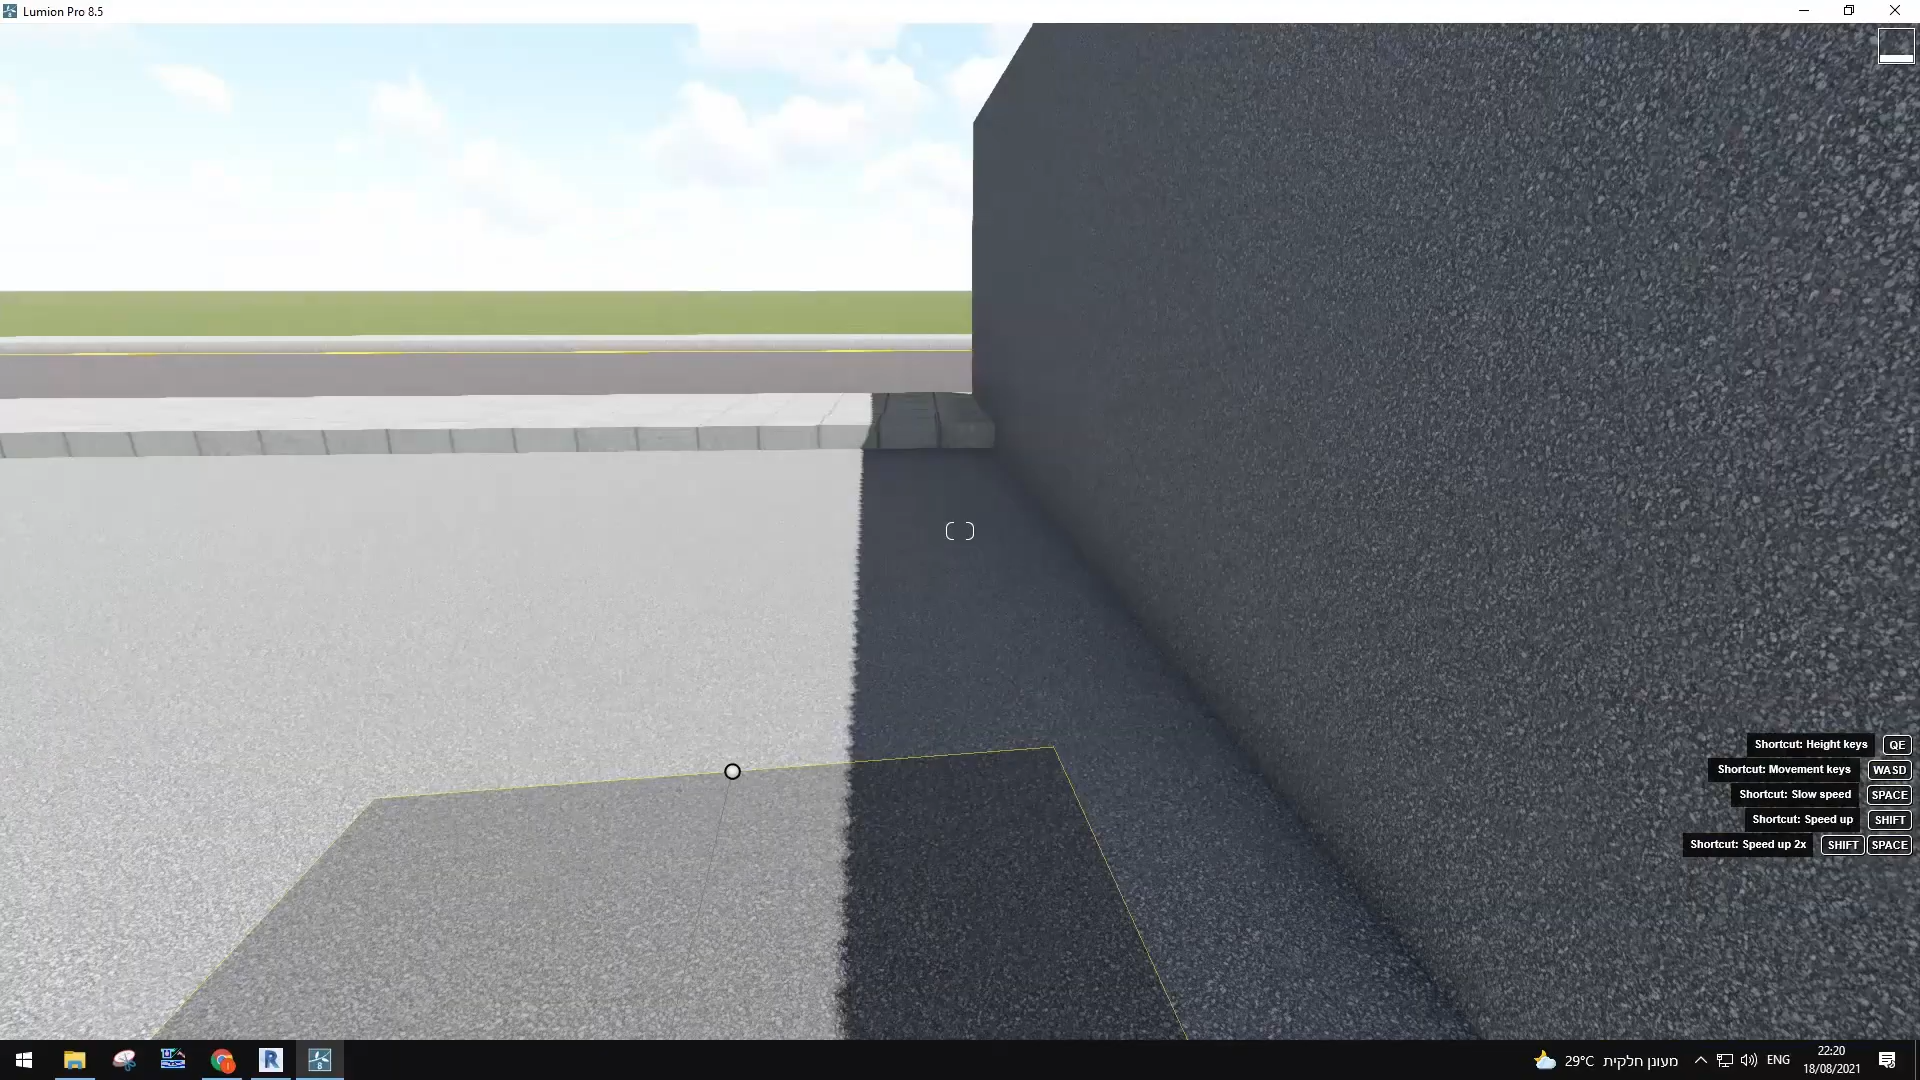 Lumion Pro 8.5
Shortcut: Height keys QE
Shortcut: Movement keys WASD
Shortcut: Slow speed SPACE
Shortcut: Speed up SHIFT
Shortcut: Speed up 2x SHIFT SPACE
R
8
29°C מעונן חלקית
ENG
22:20
18/08/2021